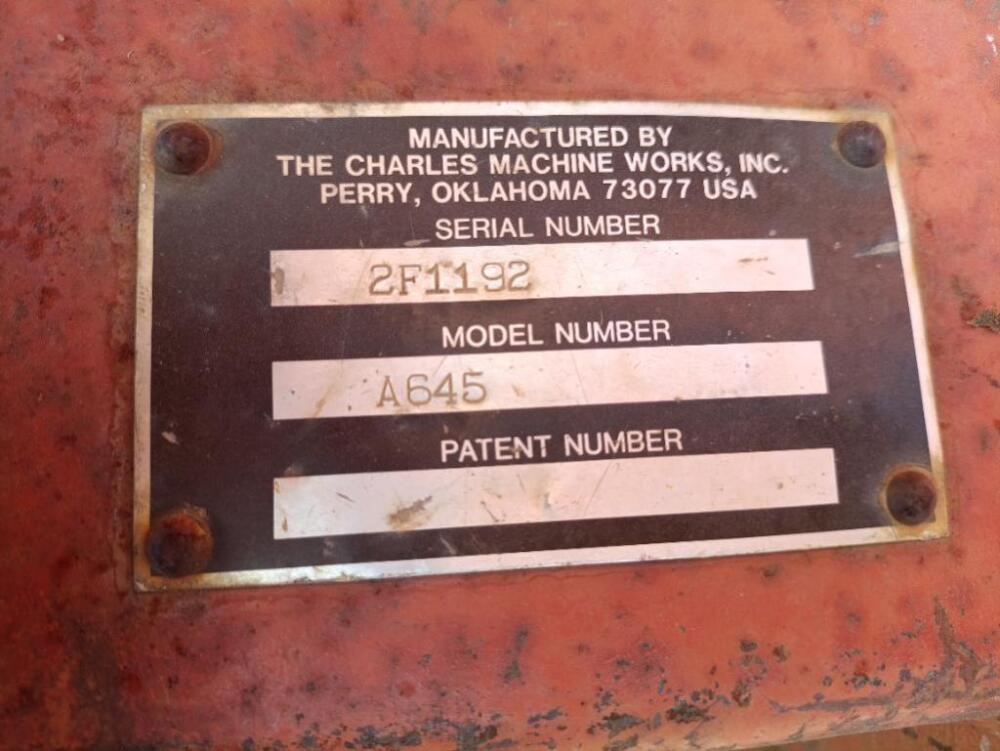 MANUFACTURED BY
THE CHARLES MACHINE WORKS, INC.
PERRY, OKLAHOMA 73077 USA
SERIAL NUMBER
2F1192
MODEL NUMBER
A645
PATENT NUMBER